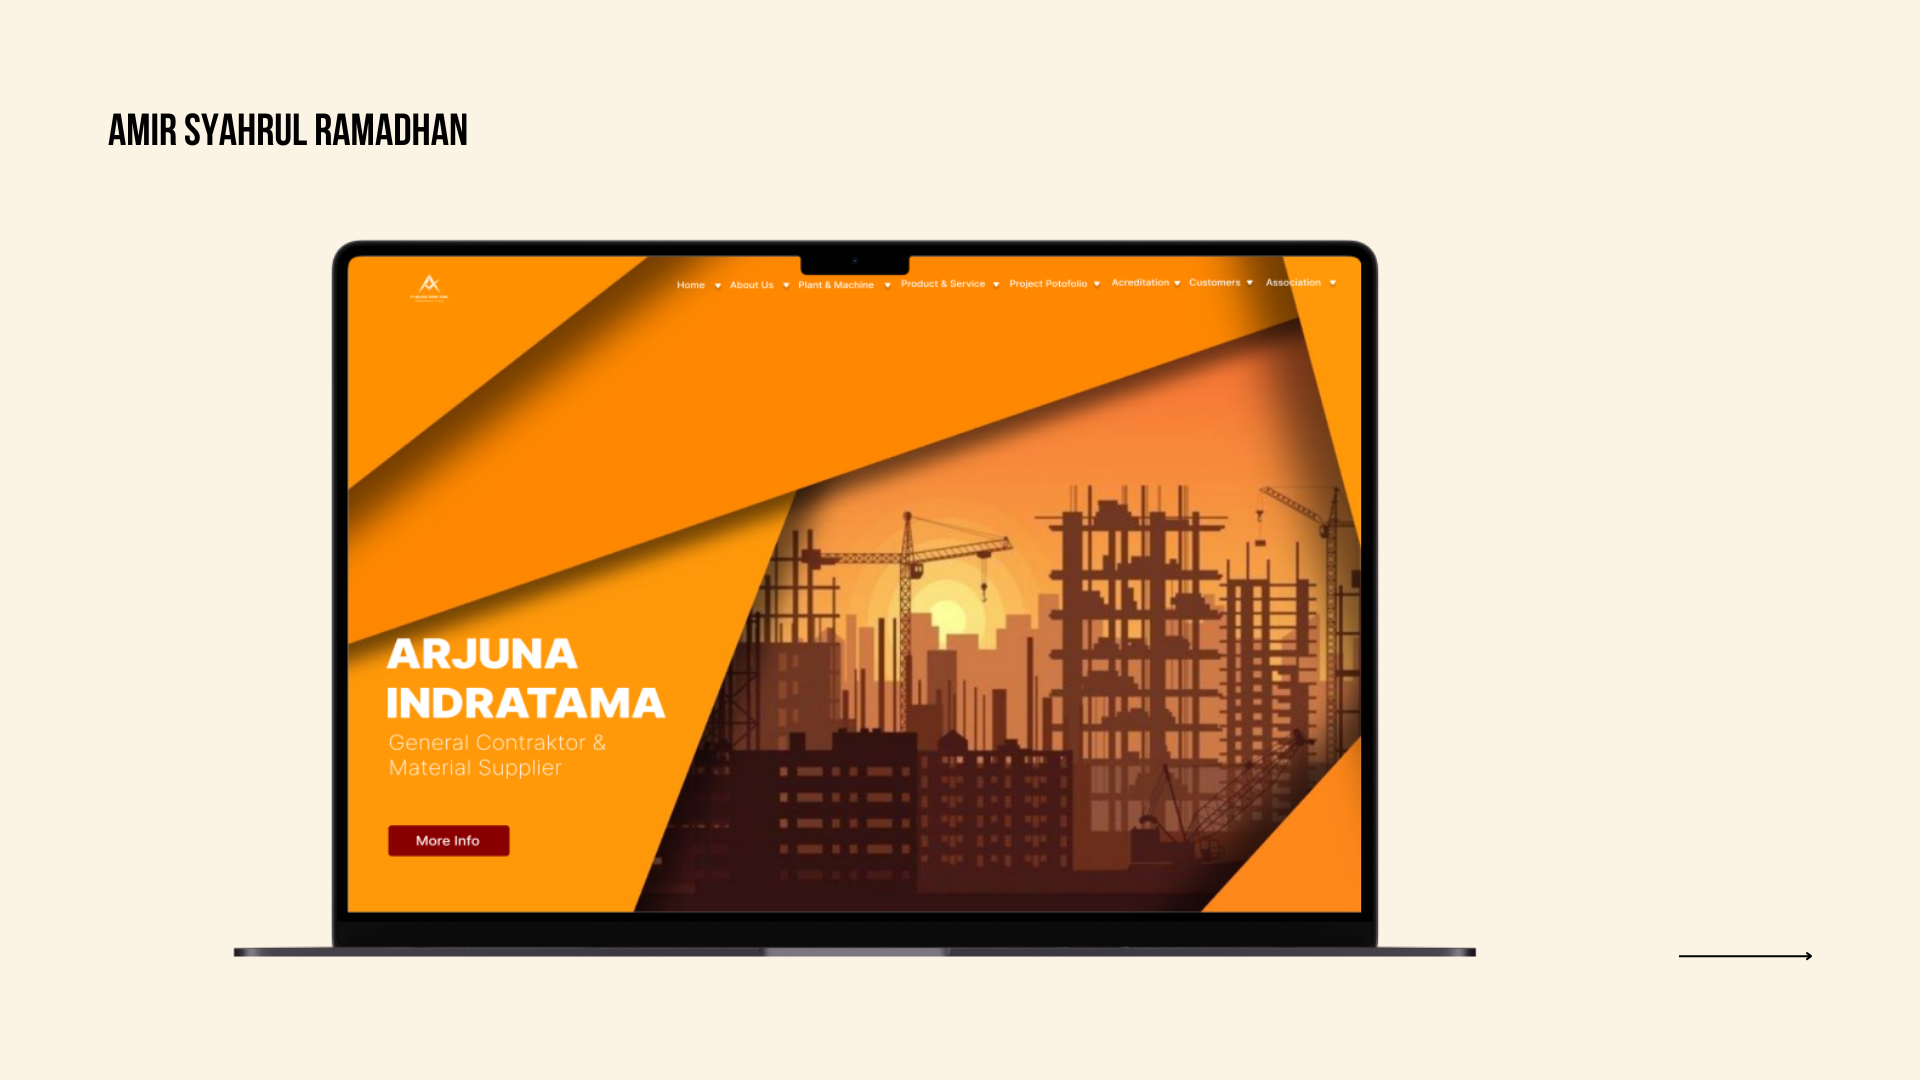 AMIR SYAHRUL RAMADHAN
Home About Us Plant & Machine Product & Service Project Potofolio Acreditation Customers Association
ARJUNA
INDRATAMA
General Contraktor &
Material Supplier
More Info